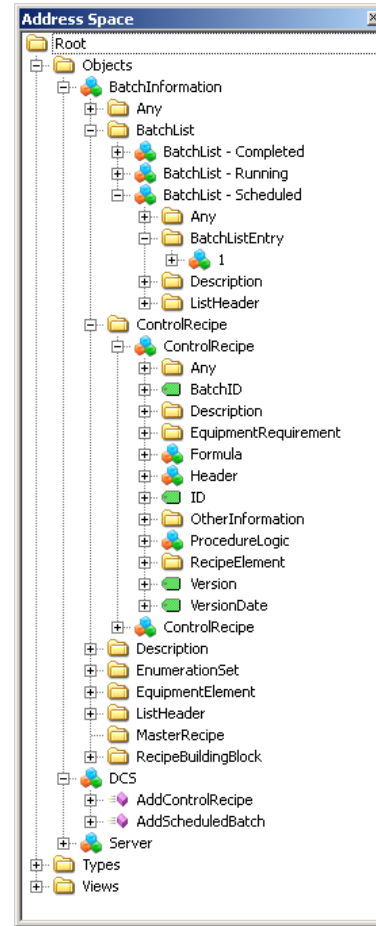 Address Space
Root
Objects
BatchInformation
Any
BatchList
BatchList - Completed
BatchList - Running
BatchList - Scheduled
Any
BatchListEntry
1
Description
ListHeader
ControlRecipe
ControlRecipe
Any
BatchID
Description
EquipmentRequirement
Formula
Header
ID
OtherInformation
ProcedureLogic
RecipeElement
Version
VersionDate
ControlRecipe
Description
EnumerationSet
EquipmentElement
ListHeader
MasterRecipe
RecipeBuildingBlock
DCS
AddControlRecipe
AddScheduledBatch
Server
Types
Views